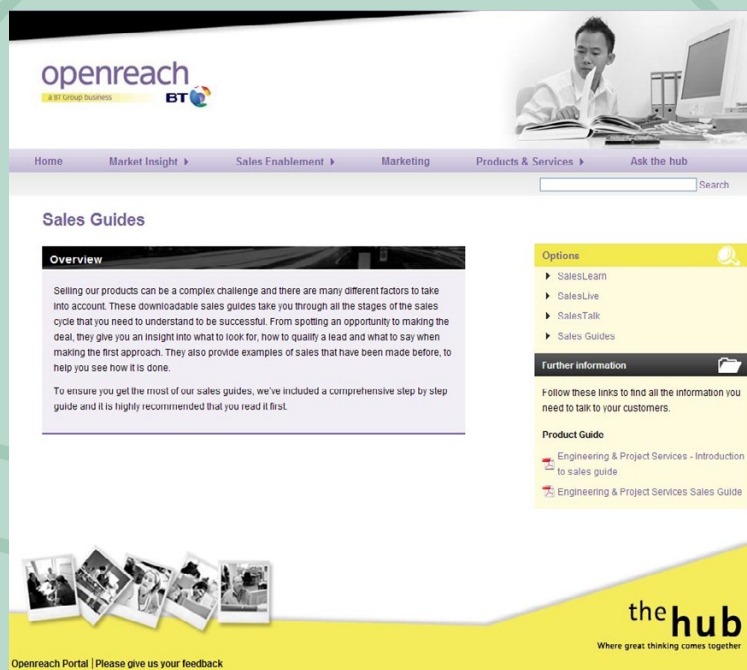 openreach
a BT Group business
BT
Home Market Insight Sales Enablement Marketing Products & Services Ask the hub
Search
Sales Guides
Overview
Selling our products can be a complex challenge and there are many different factors to take
into account. These downloadable sales guides take you through all the stages of the sales
cycle that you need to understand to be successful. From spotting an opportunity to making the
deal, they give you an insight into what to look for, how to qualify a lead and what to say when
making the first approach. They also provide examples of sales that have been made before, to
help you see how it is done.
To ensure you get the most of our sales guides, we've included a comprehensive step by step
guide and it is highly recommended that you read it first.
Options
SalesLearn
SalesLive
SalesTalk
Sales Guides
Further information
Follow these links to find all the information you
need to talk to your customers.
Product Guide
Engineering & Project Services - Introduction
to sales guide
Engineering & Project Services Sales Guide
the hub
Where great thinking comes together
Openreach Portal | Please give us your feedback